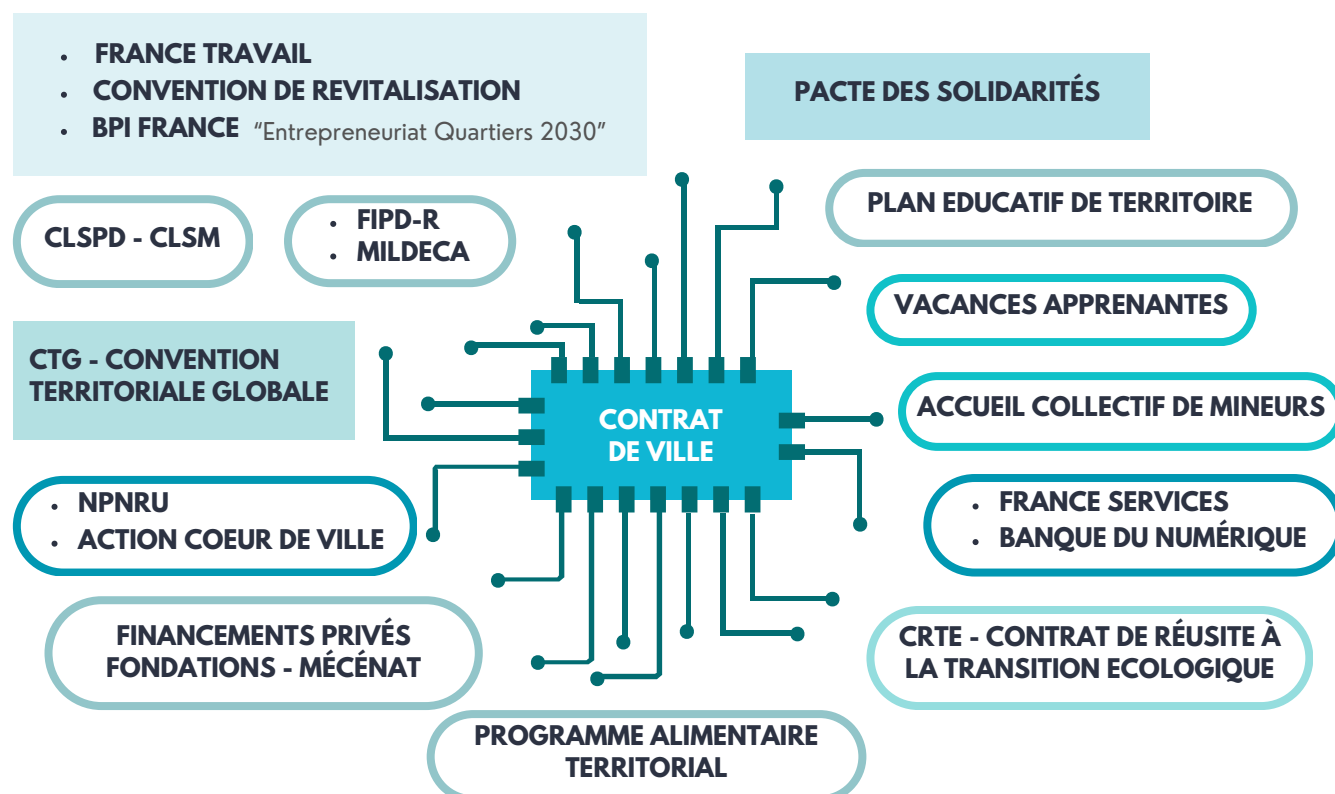 • FRANCE TRAVAIL
• CONVENTION DE REVITALISATION
• BPI FRANCE “Entrepreneuriat Quartiers 2030”
PACTE DES SOLIDARITÉS
PLAN EDUCATIF DE TERRITOIRE
CLSPD - CLSM
• FIPD-R
• MILDECA
VACANCES APPRENANTES
CTG - CONVENTION
TERRITORIALE GLOBALE
CONTRAT
DE VILLE
ACCUEIL COLLECTIF DE MINEURS
• NPNRU
• ACTION COEUR DE VILLE
• FRANCE SERVICES
• BANQUE DU NUMÉRIQUE
FINANCEMENTS PRIVÉS
FONDATIONS - MÉCÉNAT
CRTE - CONTRAT DE RÉUSITE À
LA TRANSITION ECOLOGIQUE
PROGRAMME ALIMENTAIRE
TERRITORIAL